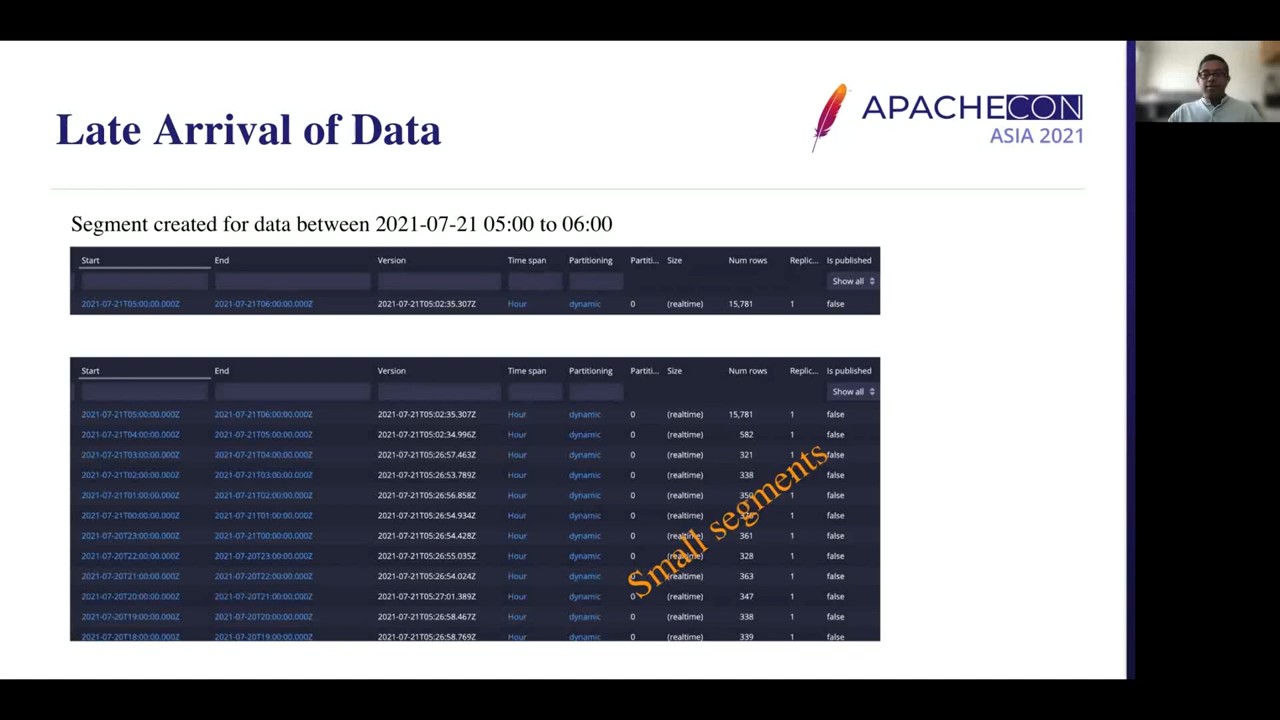 APACHECON
ASIA 2021
Late Arrival of Data
Segment created for data between 2021-07-21 05:00 to 06:00
Start End Version Time span Partitioning Partiti... Size Num rows Replic... Is published
Show all
2021-07-21T05:00:00.000Z 2021-07-21T06:00:00.000Z 2021-07-21T05:02:35.307Z Hour dynamic 0 (realtime) 15,781 1 false
Start End Version Time span Partitioning Partiti... Size Num rows Replic... Is published
Show all
2021-07-21T05:00:00.000Z 2021-07-21T06:00:00.000Z 2021-07-21T05:02:35.307Z Hour dynamic 0 (realtime) 15,781 1 false
2021-07-21T04:00:00.000Z 2021-07-21T05:00:00.000Z 2021-07-21T05:02:34.996Z Hour dynamic 0 (realtime) 582 1 false
2021-07-21T03:00:00.000Z 2021-07-21T04:00:00.000Z 2021-07-21T05:26:57.463Z Hour dynamic 0 (realtime) 321 1 false
2021-07-21T02:00:00.000Z 2021-07-21T03:00:00.000Z 2021-07-21T05:26:53.789Z Hour dynamic 0 (realtime) 338 1 false
2021-07-21T01:00:00.000Z 2021-07-21T02:00:00.000Z 2021-07-21T05:26:56.858Z Hour dynamic 0 (realtime) 350 1 false
2021-07-21T00:00:00.000Z 2021-07-21T01:00:00.000Z 2021-07-21T05:26:54.934Z Hour dynamic 0 (realtime) 1 false
2021-07-20T23:00:00.000Z 2021-07-21T00:00:00.000Z 2021-07-21T05:26:54.428Z Hour dynamic 0 (realtime) 361 1 false
2021-07-20T22:00:00.000Z 2021-07-20T23:00:00.000Z 2021-07-21T05:26:55.035Z Hour dynamic 0 (realtime) 328 1 false
2021-07-20T21:00:00.000Z 2021-07-20T22:00:00.000Z 2021-07-21T05:26:54.024Z Hour dynamic 0 (realtime) 363 1 false
2021-07-20T20:00:00.000Z 2021-07-20T21:00:00.000Z 2021-07-21T05:27:01.389Z Hour dynamic 0 (realtime) 347 1 false
2021-07-20T19:00:00.000Z 2021-07-20T20:00:00.000Z 2021-07-21T05:26:58.467Z Hour dynamic 0 (realtime) 338 1 false
2021-07-20T18:00:00.000Z 2021-07-20T19:00:00.000Z 2021-07-21T05:26:58.769Z Hour dynamic 0 (realtime) 339 1 false
Small segments